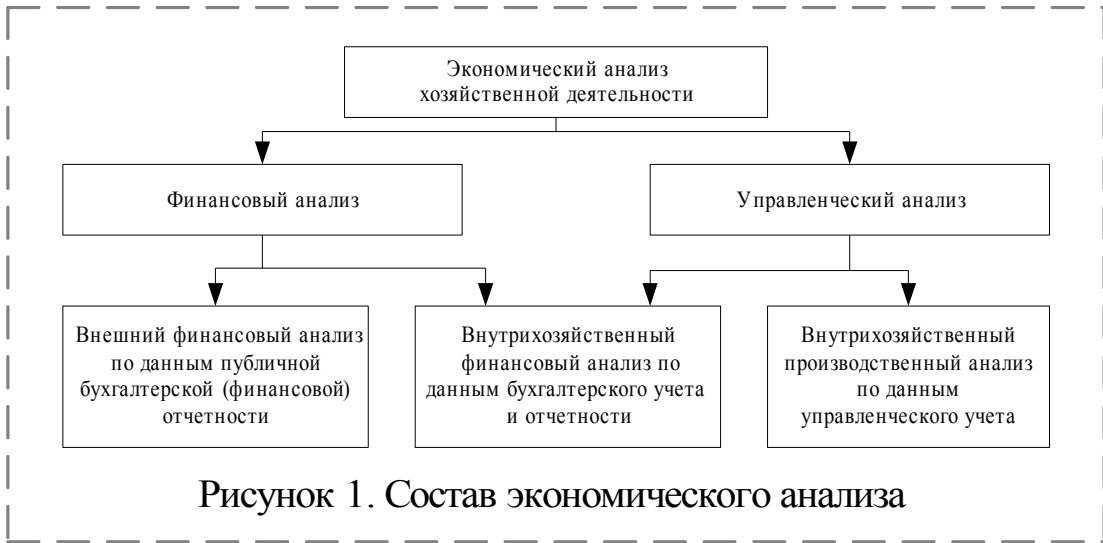 Экономический анализ
хозяйственной деятельности
Финансовый анализ
Управленческий анализ
Внешний финансовый анализ
по данным публичной
бухгалтерской (финансовой)
отчетности
Внутрихозяйственный
финансовый анализ по
данным бухгалтерского учета
и отчетности
Внутрихозяйственный
производственный анализ
по данным
управленческого учета
Рисунок 1. Состав экономического анализа